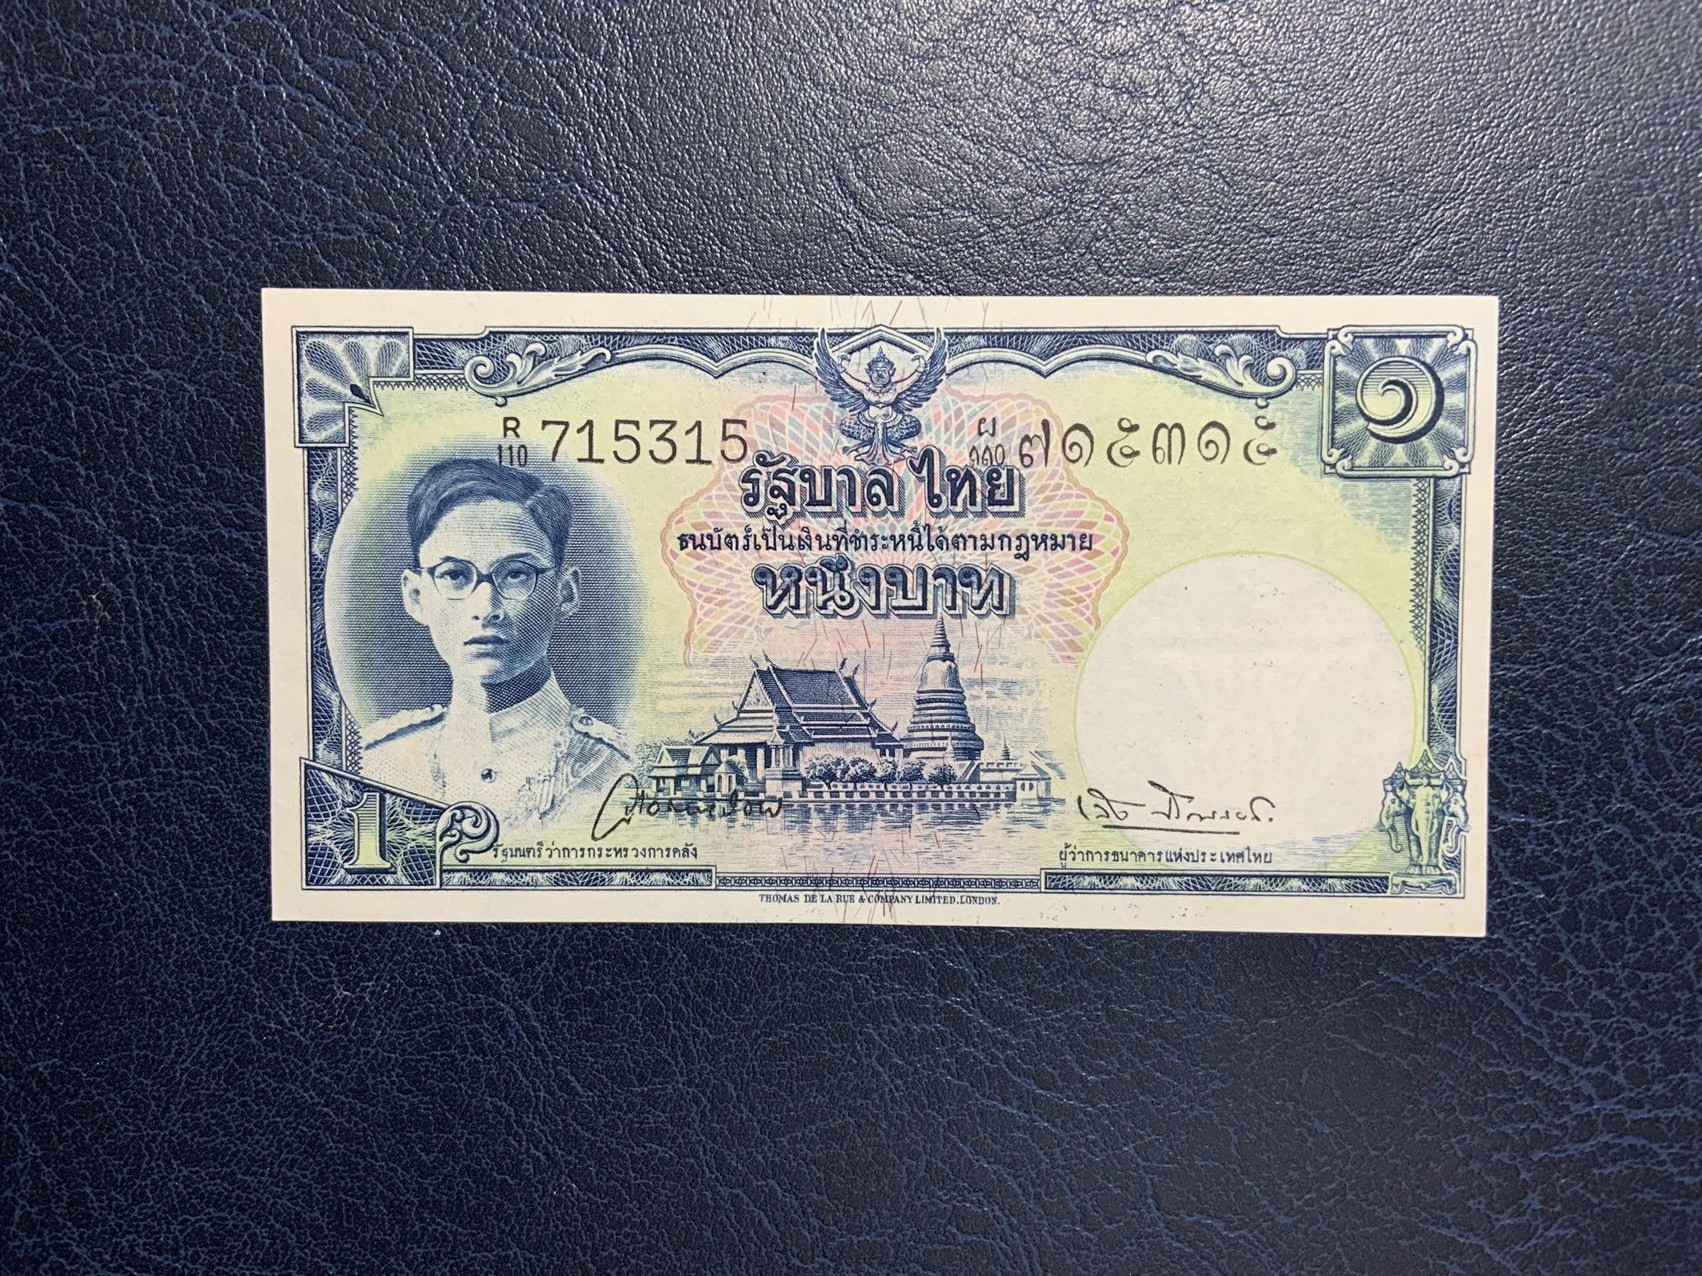 ๑
R
110 715315
ผ
๑๑๐ ๗๑๕๓๑๕
รัฐบาลไทย
ธนบัตร์เป็นเงินที่ชำระหนี้ได้ตามกฎหมาย
หนึ่งบาท
1
รัฐมนตรีว่าการกระทรวงการคลัง
ผู้ว่าการธนาคารแห่งประเทศไทย
THOMAS DE LA RUE & COMPANY LIMITED. LONDON.